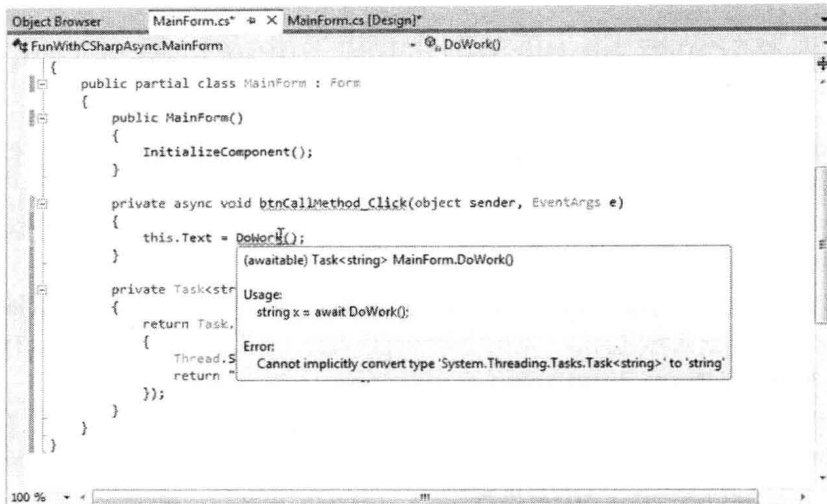 Object Browser MainForm.cs* MainForm.cs [Design]*
FunWithCSharpAsync.MainForm DoWork()
{
public partial class MainForm : Form
{
public MainForm()
{
InitializeComponent();
}
private async void btnCallMethod_Click(object sender, EventArgs e)
{
this.Text = DoWork();
}
(awaitable) Task<string> MainForm.DoWork()
Usage:
string x = await DoWork();
Error:
Cannot implicitly convert type 'System.Threading.Tasks.Task<string>' to 'string'
private Task<str
{
return Task.
{
Thread.S
return "
});
}
}
}
100 %